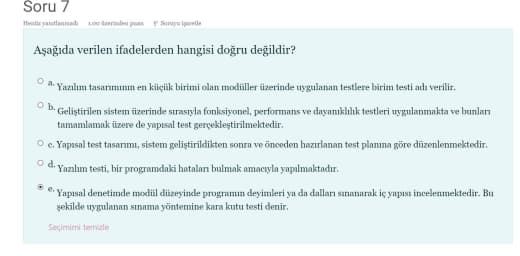 Soru 7
Henüz yanıtlanmadı 1,00 üzerinden puan Soruyu işaretle
Aşağıda verilen ifadelerden hangisi doğru değildir?
a. Yazılım tasarımının en küçük birimi olan modüller üzerinde uygulanan testlere birim testi adı verilir.
b. Geliştirilen sistem üzerinde sırasıyla fonksiyonel, performans ve dayanıklılık testleri uygulanmakta ve bunları
tamamlamak üzere de yapısal test gerçekleştirilmektedir.
c. Yapısal test tasarımı, sistem geliştirildikten sonra ve önceden hazırlanan test planına göre düzenlenmektedir.
d. Yazılım testi, bir programdaki hataları bulmak amacıyla yapılmaktadır.
e. Yapısal denetimde modül düzeyinde programın deyimleri ya da dalları sınanarak iç yapısı incelenmektedir. Bu
şekilde uygulanan sınama yöntemine kara kutu testi denir.
Seçimimi temizle